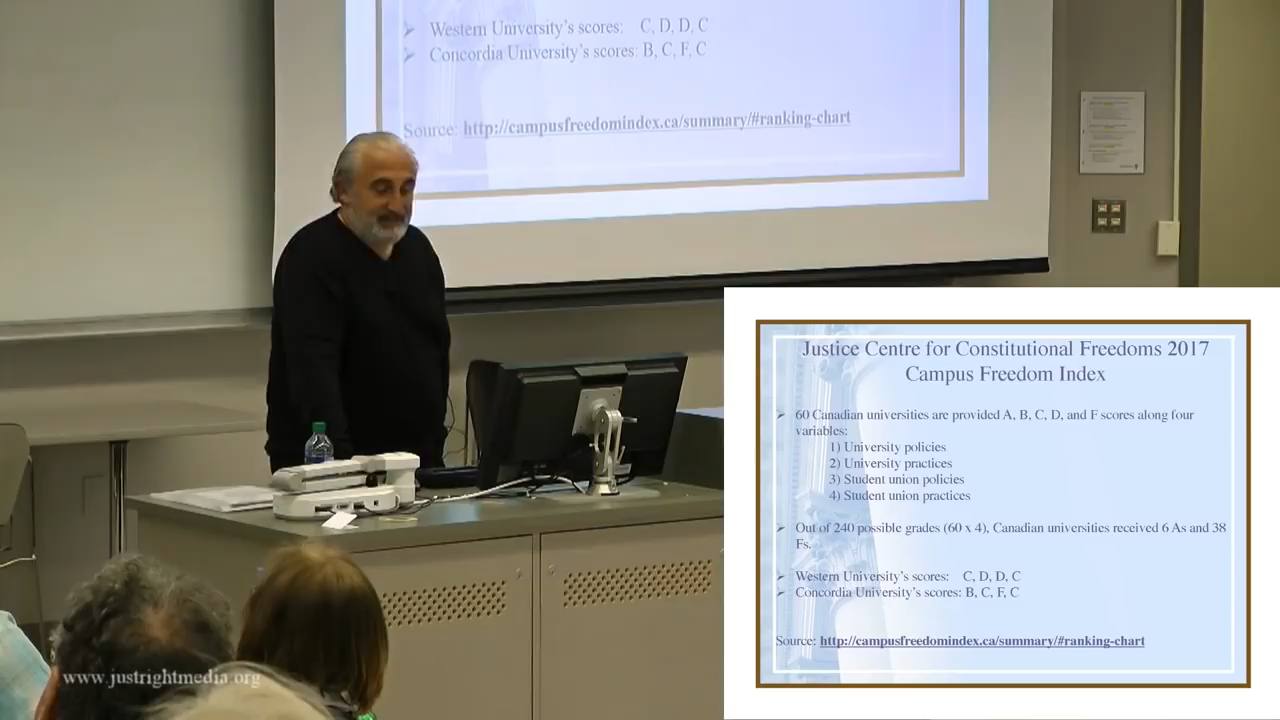 ➢ Western University's scores: C, D, D, C
➢ Concordia University's scores: B, C, F, C
Source: http://campusfreedomindex.ca/summary/#ranking-chart
Justice Centre for Constitutional Freedoms 2017
Campus Freedom Index
➢ 60 Canadian universities are provided A, B, C, D, and F scores along four
variables:
1) University policies
2) University practices
3) Student union policies
4) Student union practices
➢ Out of 240 possible grades (60 x 4), Canadian universities received 6 As and 38
Fs.
➢ Western University's scores: C, D, D, C
➢ Concordia University's scores: B, C, F, C
Source: http://campusfreedomindex.ca/summary/#ranking-chart
www.justrightmedia.org